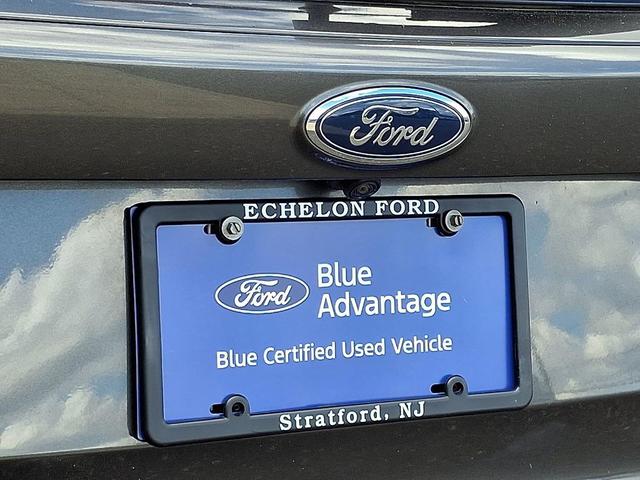 Ford
ECHELON FORD
Ford
Blue
Advantage
Blue Certified Used Vehicle
Stratford, NJ